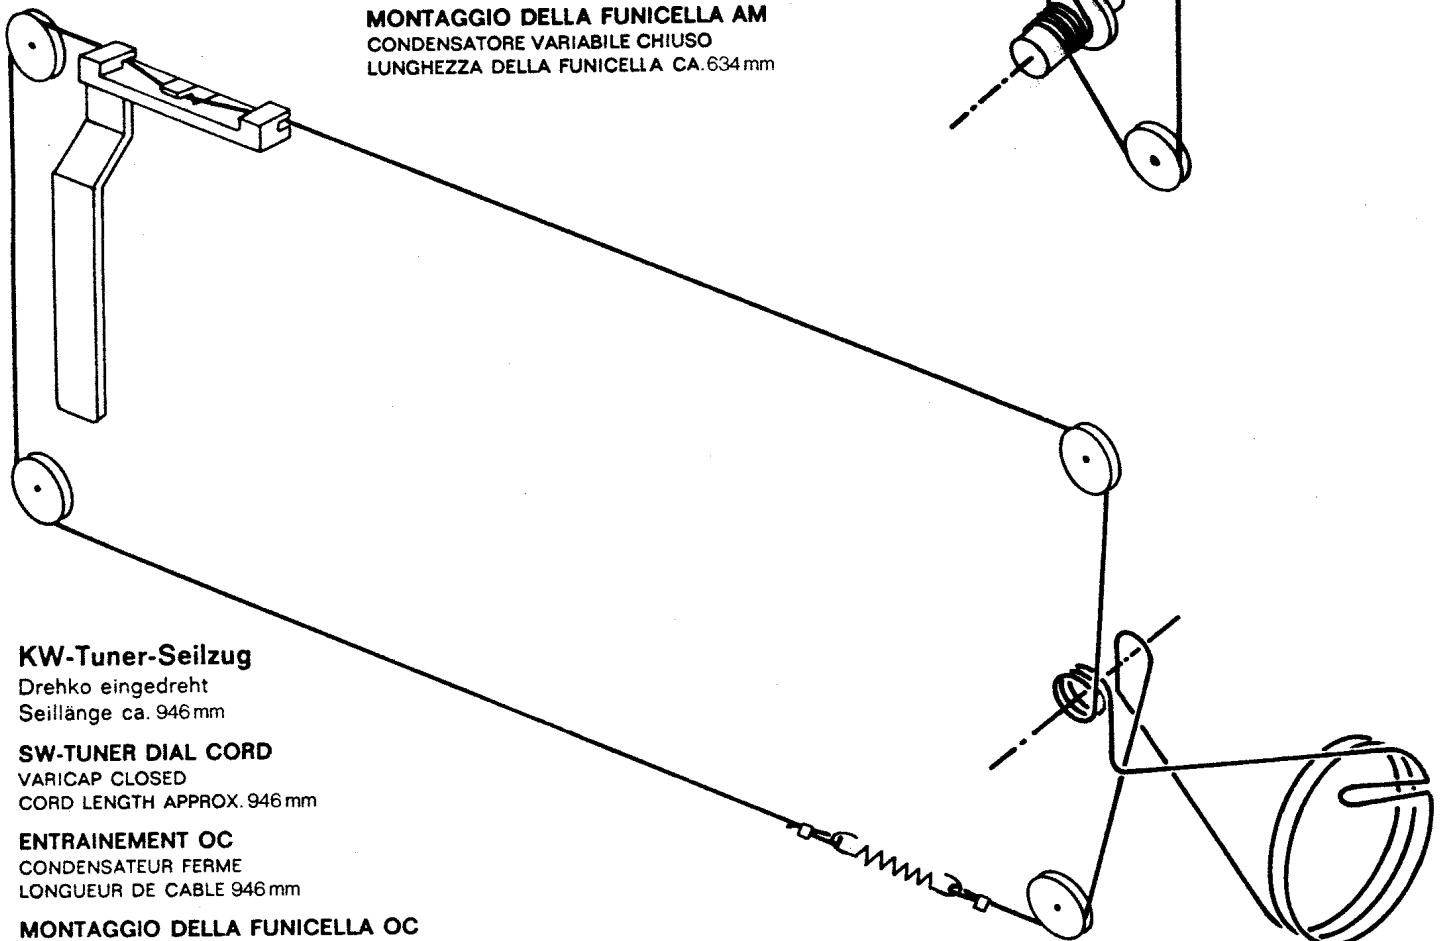 MONTAGGIO DELLA FUNICELLA AM
CONDENSATORE VARIABILE CHIUSO
LUNGHEZZA DELLA FUNICELLA CA. 634 mm
KW-Tuner-Seilzug
Drehko eingedreht
Seillänge ca. 946 mm
SW-TUNER DIAL CORD
VARICAP CLOSED
CORD LENGTH APPROX. 946 mm
ENTRAINEMENT OC
CONDENSATEUR FERME
LONGUEUR DE CABLE 946 mm
MONTAGGIO DELLA FUNICELLA OC